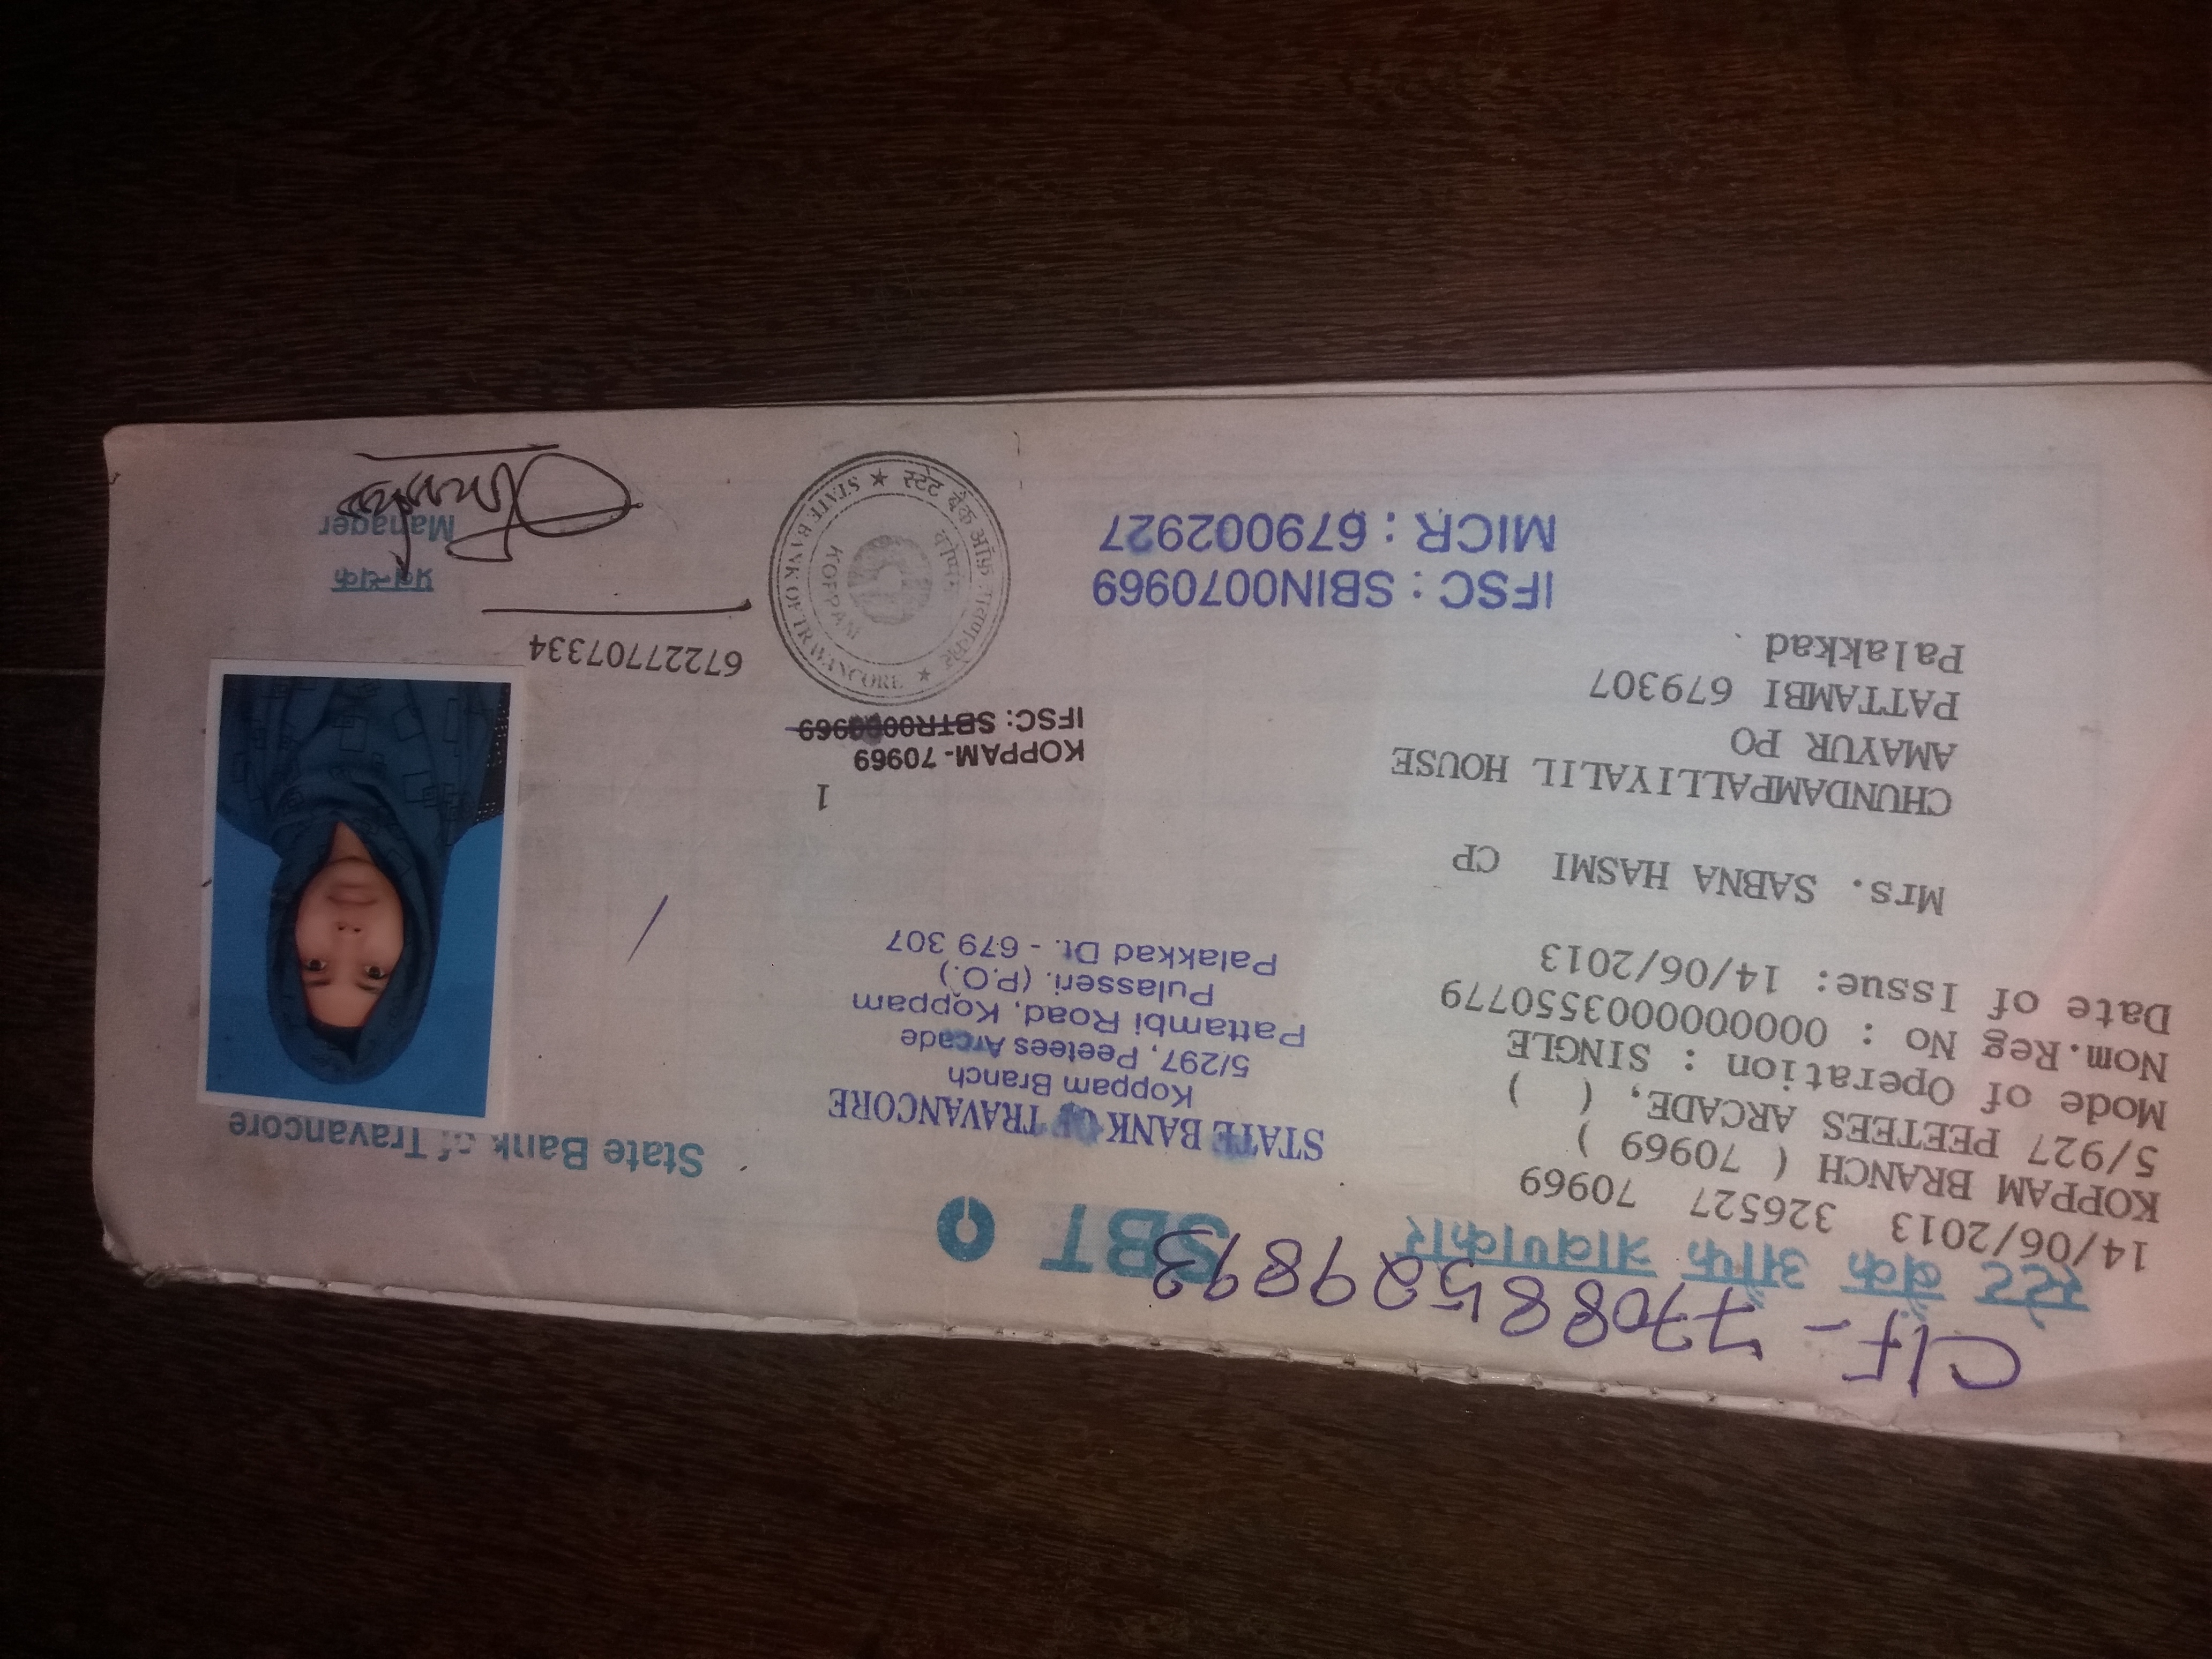 CIF- 77085529893
स्टेट बैंक ऑफ त्रावणकोर SBT State Bank of Travancore
14/06/2013 326527 70969
KOPPAM BRANCH ( 70969 )
5/927 PEETEES ARCADE, ( )
Mode of Operation : SINGLE
Nom.Reg No : 0000000003550779
Date of Issue: 14/06/2013
STATE BANK OF TRAVANCORE
Koppam Branch
5/297, Peetees Arcade
Pattambi Road, Koppam
Pulasseri. (P.O.)
Palakkad Dt. - 679 307
Mrs. SABNA HASMI CP
1
CHUNDAMPALLIYALIL HOUSE
AMAYUR PO
PATTAMBI 679307
Palakkad
KOPPAM-70969
IFSC: SBTR0000969
67227707334
IFSC : SBIN0070969
MICR : 679002927
STATE BANK OF TRAVANCORE
KOPPAM
स्टेट बैंक ऑफ त्रावणकोर
प्रबन्धक
Manager